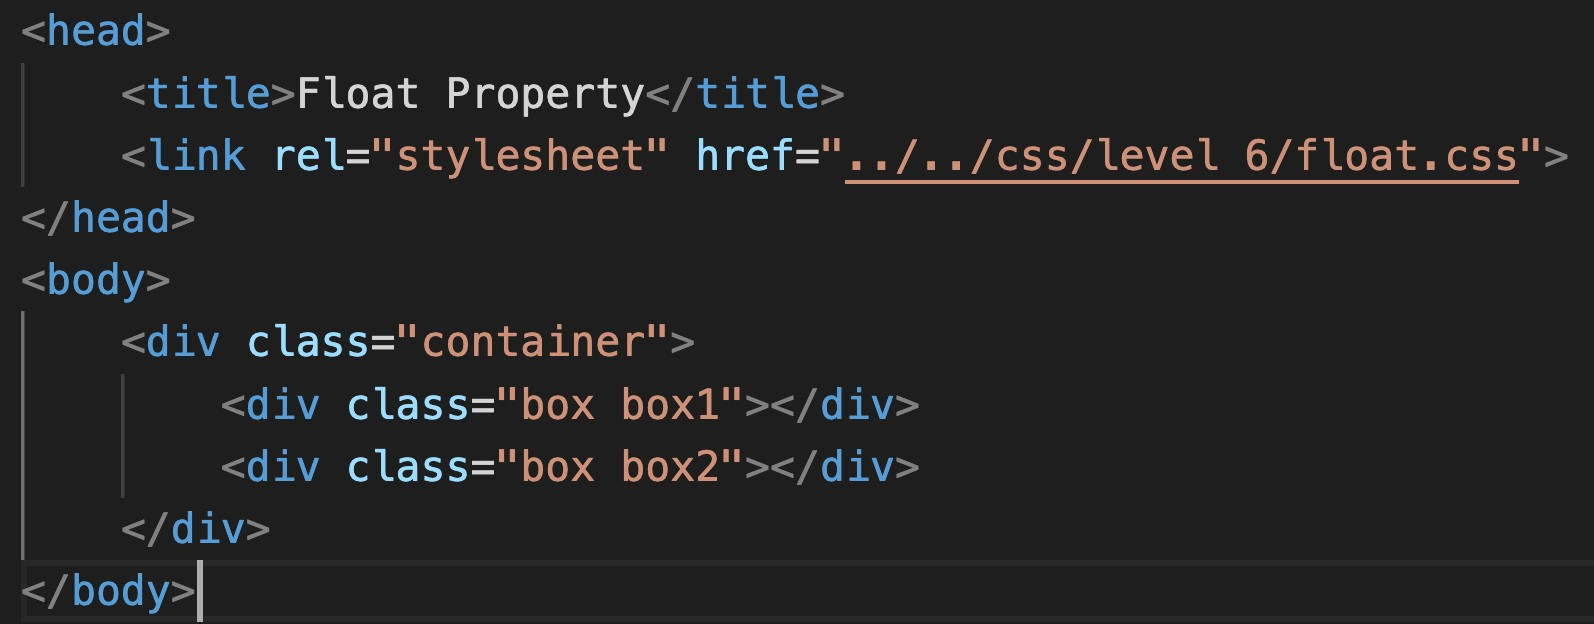 <head>
    <title>Float Property</title>
    <link rel="stylesheet" href="../../css/level 6/float.css">
</head>
<body>
    <div class="container">
        <div class="box box1"></div>
        <div class="box box2"></div>
    </div>
</body>